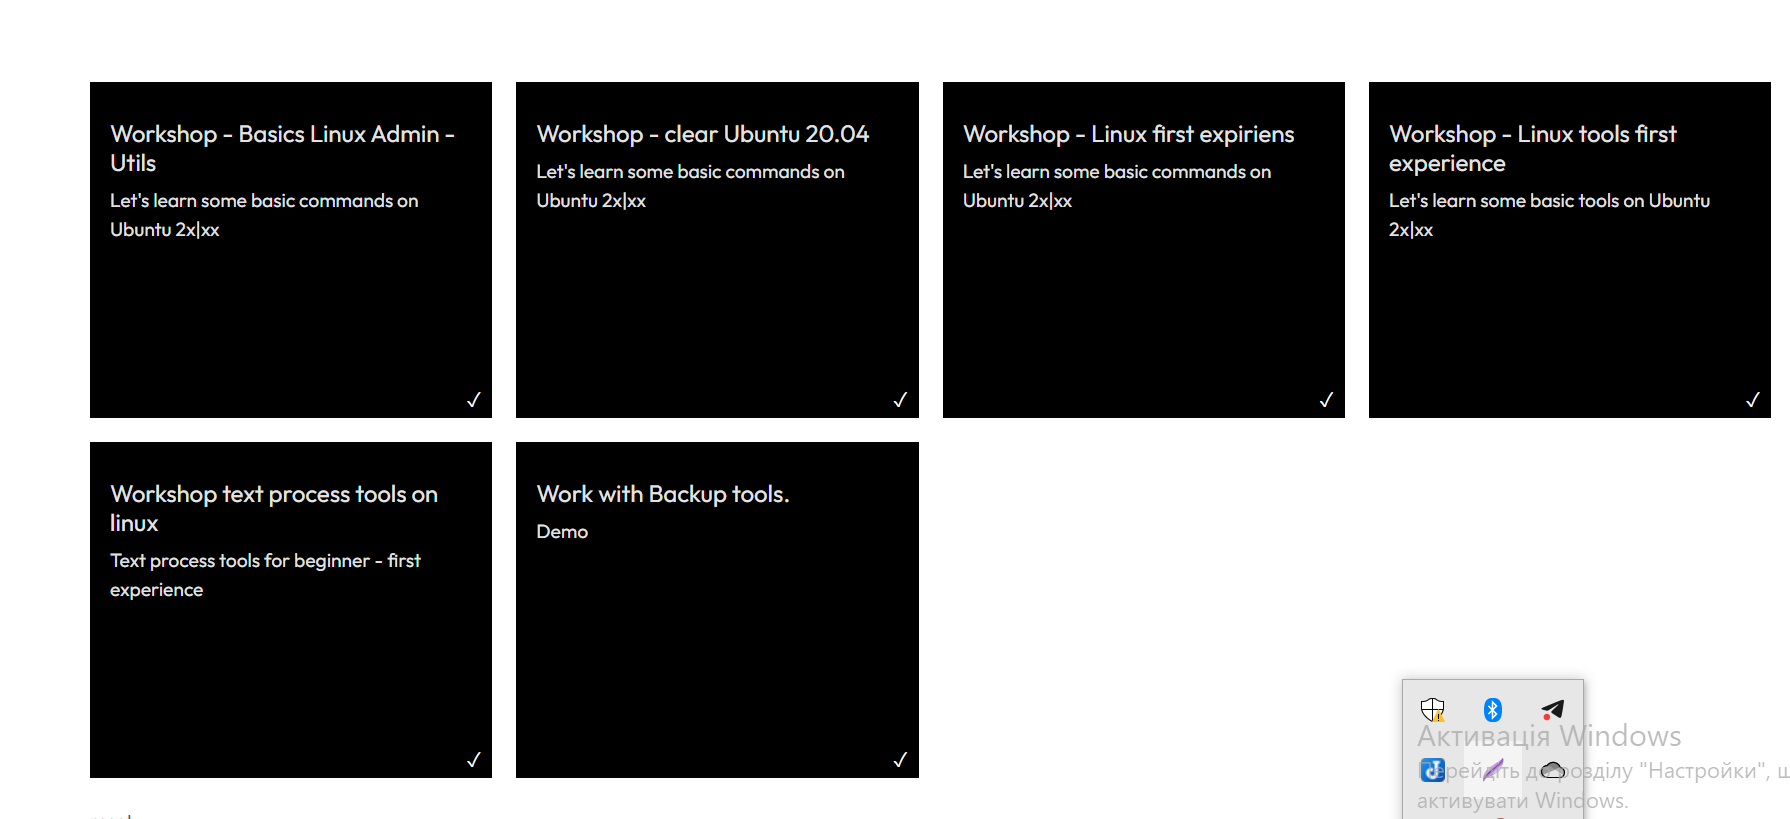 Workshop - Basics Linux Admin -
Utils
Let's learn some basic commands on
Ubuntu 2x|xx
✓
Workshop - clear Ubuntu 20.04
Let's learn some basic commands on
Ubuntu 2x|xx
✓
Workshop - Linux first expiriens
Let's learn some basic commands on
Ubuntu 2x|xx
✓
Workshop - Linux tools first
experience
Let's learn some basic tools on Ubuntu
2x|xx
✓
Workshop text process tools on
linux
Text process tools for beginner - first
experience
✓
Work with Backup tools.
Demo
✓
Активація Windows
Перейдіть до розділу "Настройки", щ
активувати Windows.